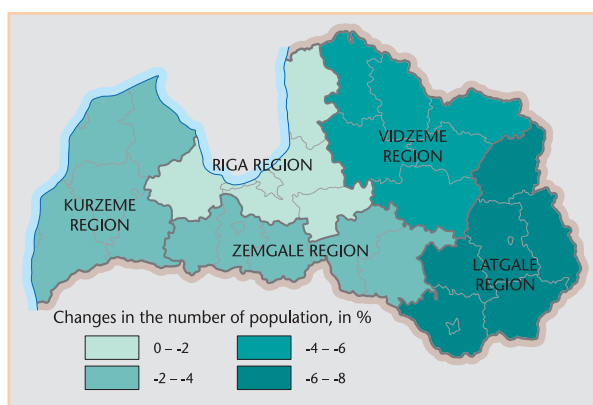 RIGA REGION
VIDZEME
REGION
KURZEME
REGION
ZEMGALE REGION
LATGALE
REGION
Changes in the number of population, in %
0 – -2
-4 – -6
-2 – -4
-6 – -8